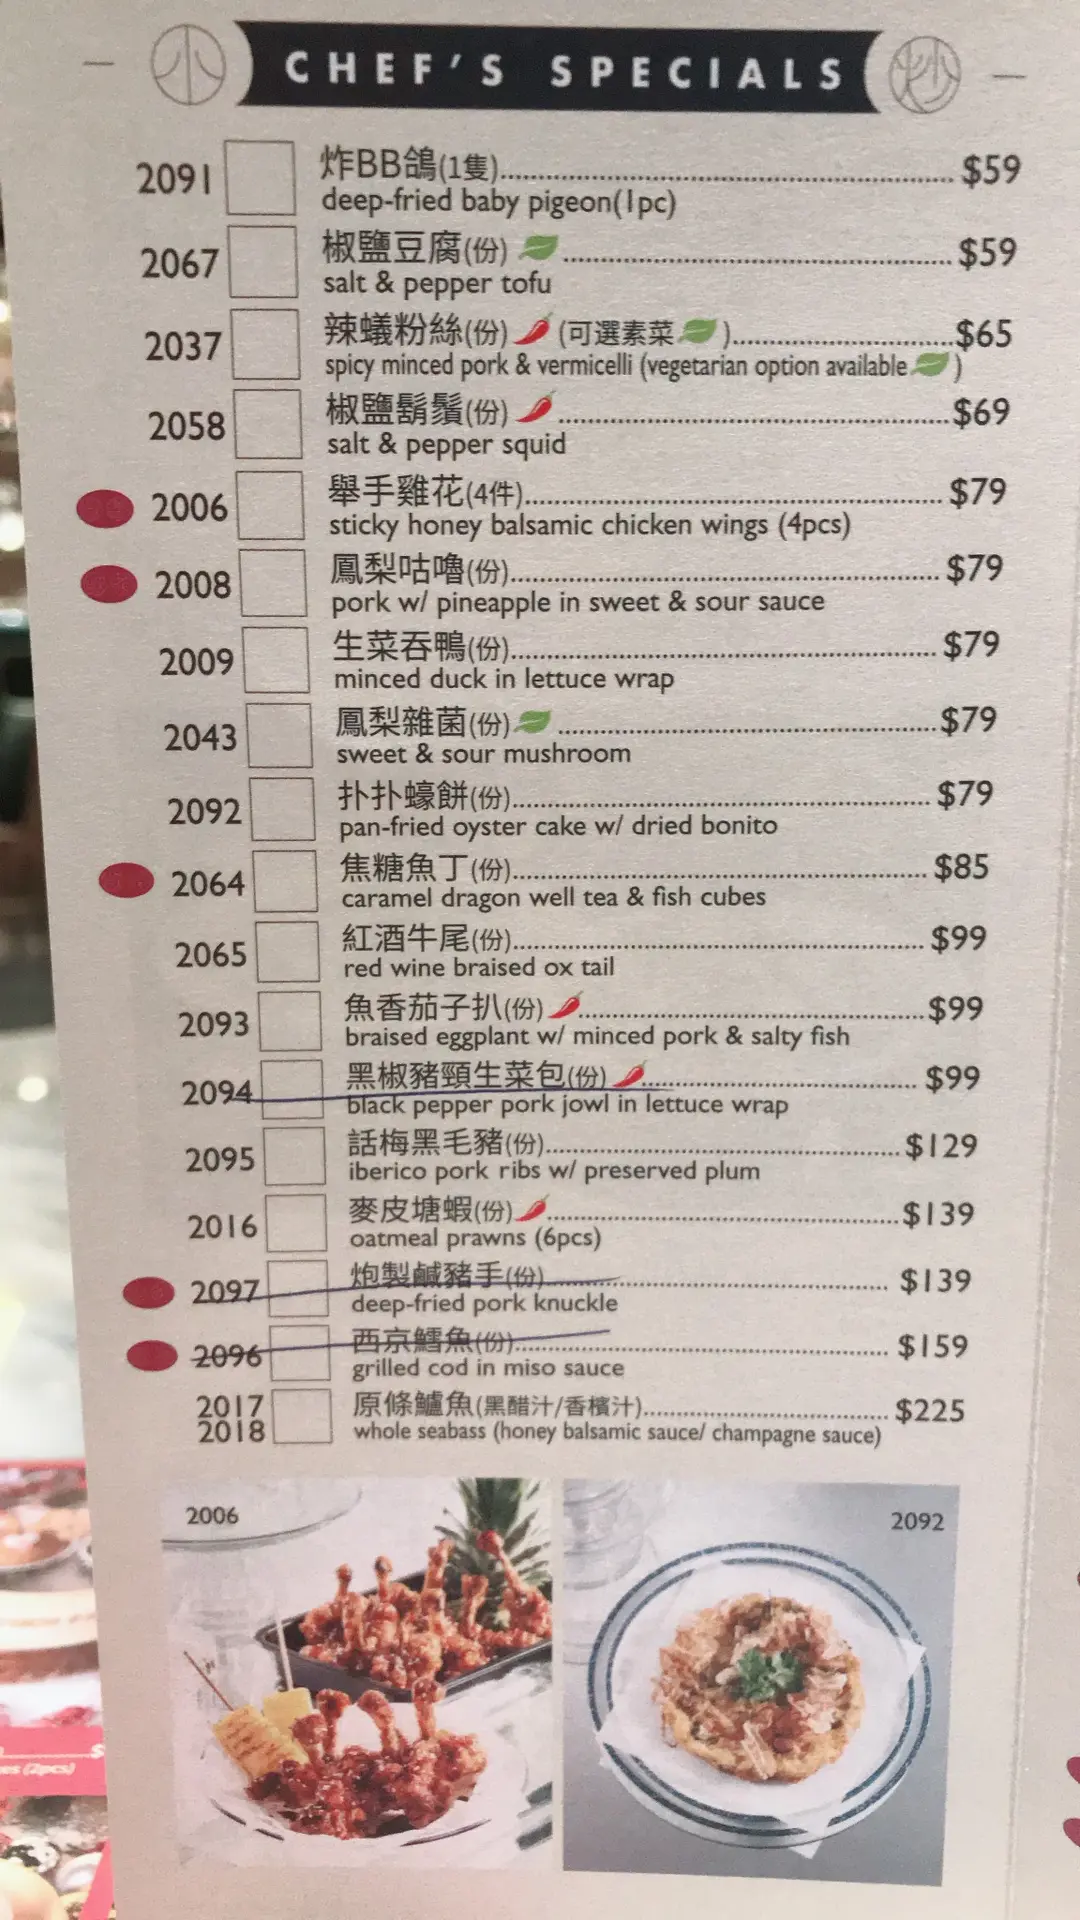 小 CHEF'S SPECIALS 炒
2091 炸BB鴿(1隻)........ $59
deep-fried baby pigeon(1pc)
2067 椒鹽豆腐(份)........ $59
salt & pepper tofu
2037 辣蟻粉絲(份) (可選素菜 )........ $65
spicy minced pork & vermicelli (vegetarian option available )
2058 椒鹽鬍鬚(份)........ $69
salt & pepper squid
2006 舉手雞花(4件)........ $79
sticky honey balsamic chicken wings (4pcs)
2008 鳳梨咕嚕(份)........ $79
pork w/ pineapple in sweet & sour sauce
2009 生菜吞鴨(份)........ $79
minced duck in lettuce wrap
2043 鳳梨雜菌(份)........ $79
sweet & sour mushroom
2092 扑扑蠔餅(份)........ $79
pan-fried oyster cake w/ dried bonito
2064 焦糖魚丁(份)........ $85
caramel dragon well tea & fish cubes
2065 紅酒牛尾(份)........ $99
red wine braised ox tail
2093 魚香茄子扒(份)........ $99
braised eggplant w/ minced pork & salty fish
2094 黑椒豬頸生菜包(份)........ $99
black pepper pork jowl in lettuce wrap
2095 話梅黑毛豬(份)........ $129
iberico pork ribs w/ preserved plum
2016 麥皮塘蝦(份)........ $139
oatmeal prawns (6pcs)
2097 炮製鹹豬手(份)........ $139
deep-fried pork knuckle
2096 西京鱈魚(份)........ $159
grilled cod in miso sauce
2017 原條鱸魚(黑醋汁/香檳汁)........ $225
2018 whole seabass (honey balsamic sauce/ champagne sauce)
2006
2092
(2pcs)